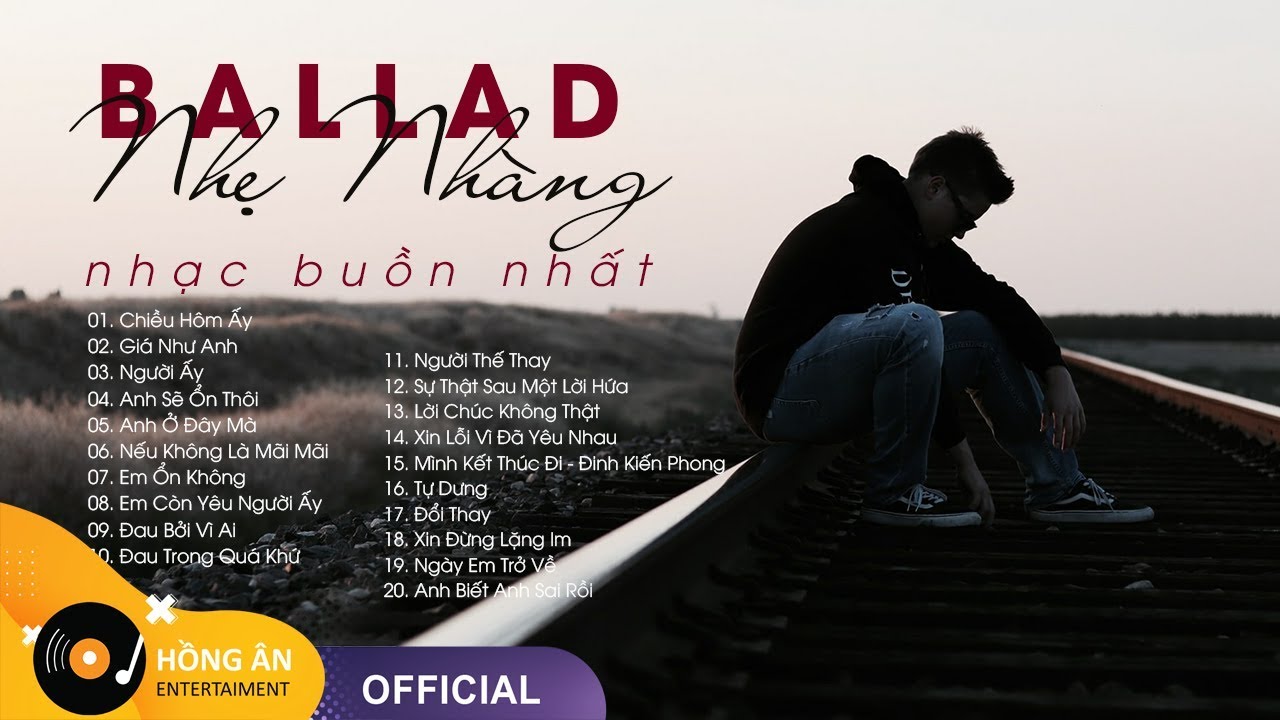 BALLAD
Nhẹ Nhàng
nhạc buồn nhất
01. Chiều Hôm Ấy
02. Giá Như Anh
03. Người Ấy
04. Anh Sẽ Ổn Thôi
05. Anh Ở Đây Mà
06. Nếu Không Là Mãi Mãi
07. Em Ổn Không
08. Em Còn Yêu Người Ấy
09. Đau Bởi Vì Ai
10. Đau Trong Quá Khứ
11. Người Thế Thay
12. Sự Thật Sau Một Lời Hứa
13. Lời Chúc Không Thật
14. Xin Lỗi Vì Đã Yêu Nhau
15. Mình Kết Thúc Đi - Đinh Kiến Phong
16. Tự Dưng
17. Đổi Thay
18. Xin Đừng Lặng Im
19. Ngày Em Trở Về
20. Anh Biết Anh Sai Rồi
HỒNG ÂN
ENTERTAIMENT
OFFICIAL